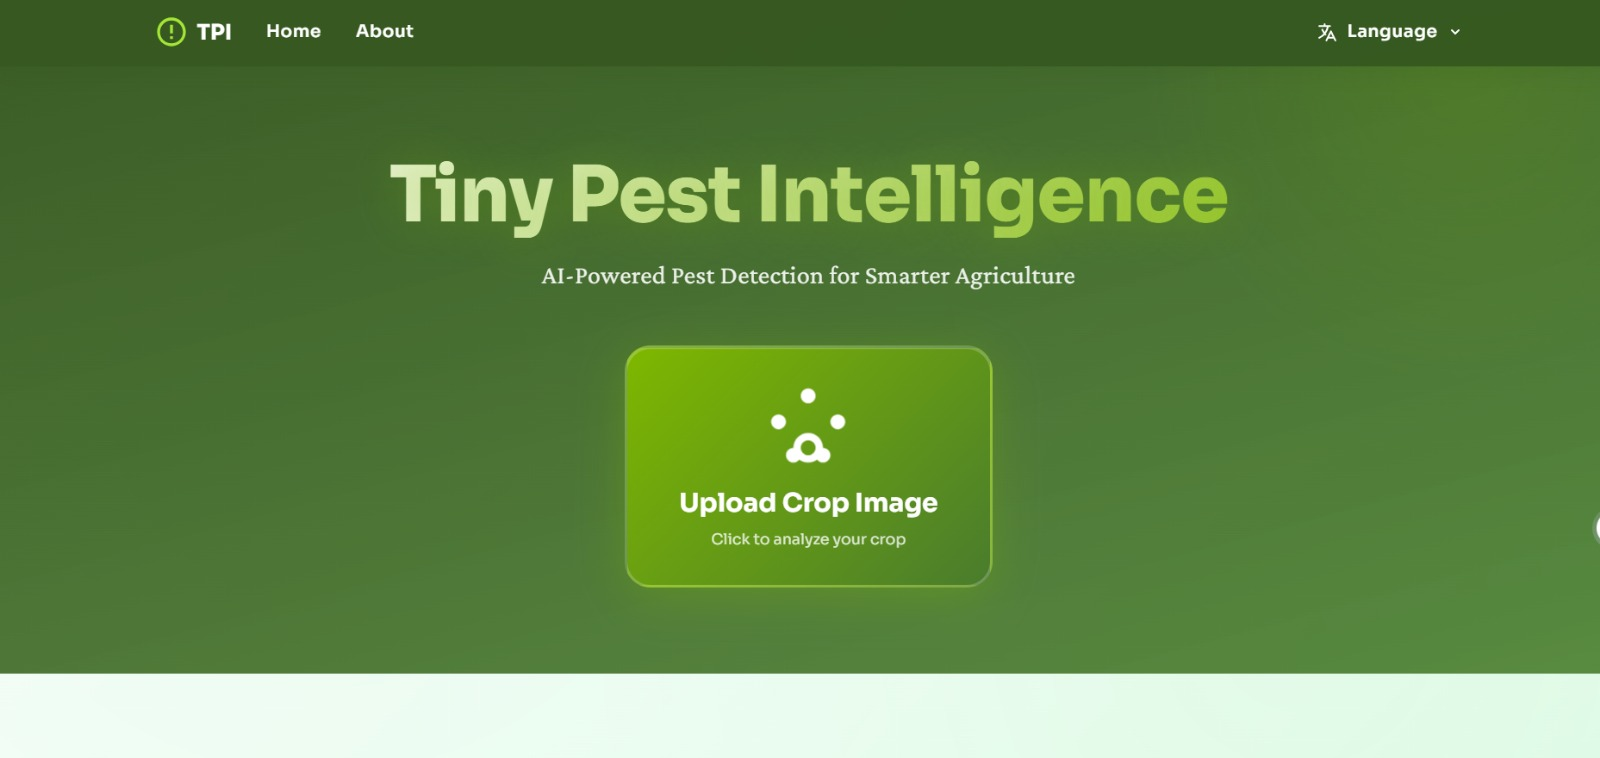 TPI Home About Language
Tiny Pest Intelligence
AI-Powered Pest Detection for Smarter Agriculture
Upload Crop Image
Click to analyze your crop